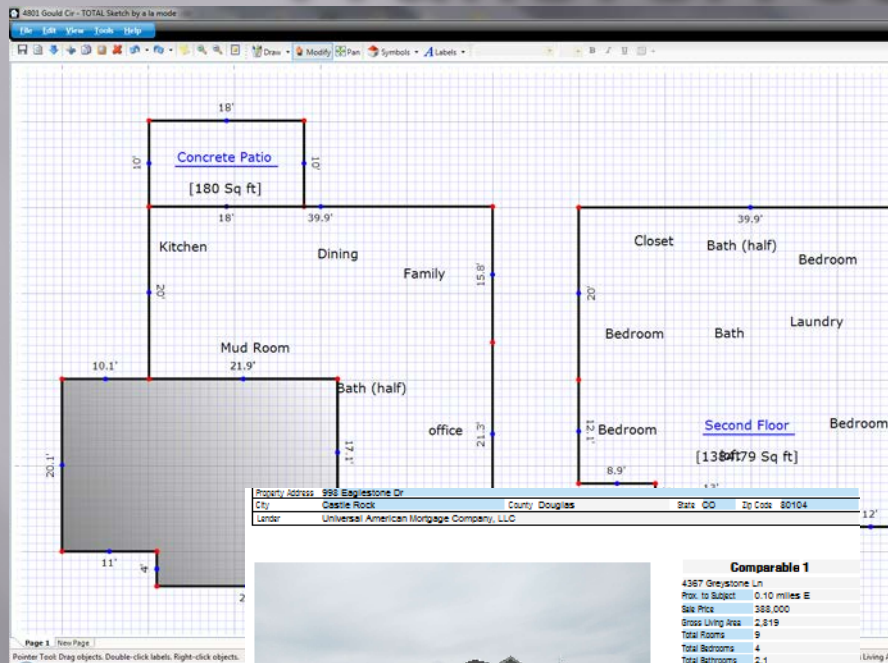 4801 Gould Cir - TOTAL Sketch by a la mode
File Edit View Tools Help
Draw Modify Pan Symbols A Labels B I U
18'
10' Concrete Patio 10'
[180 Sq ft]
18' 39.9'
39.9'
Kitchen Dining Family 15.8'
Closet Bath (half) Bedroom
20'
20'
Bedroom Bath Laundry
Mud Room
10.1' 21.9'
Bath (half)
office 21.3'
12.1' Bedroom Second Floor Bedroom
17.1'
20.1'
8.9'
12'
11'
4'
2
Property Address 998 Eaglestone Dr
City Castle Rock County Douglas State CO Zip Code 80104
Lender Universal American Mortgage Company, LLC
Comparable 1
4367 Greystone Ln
Prox. to Subject 0.10 miles E
Sale Price 388,000
Gross Living Area 2,819
Total Rooms 9
Total Bedrooms 4
Total Bathrooms 2.1
Page 1 New Page
Pointer Tool: Drag objects. Double-click labels. Right-click objects.
Living